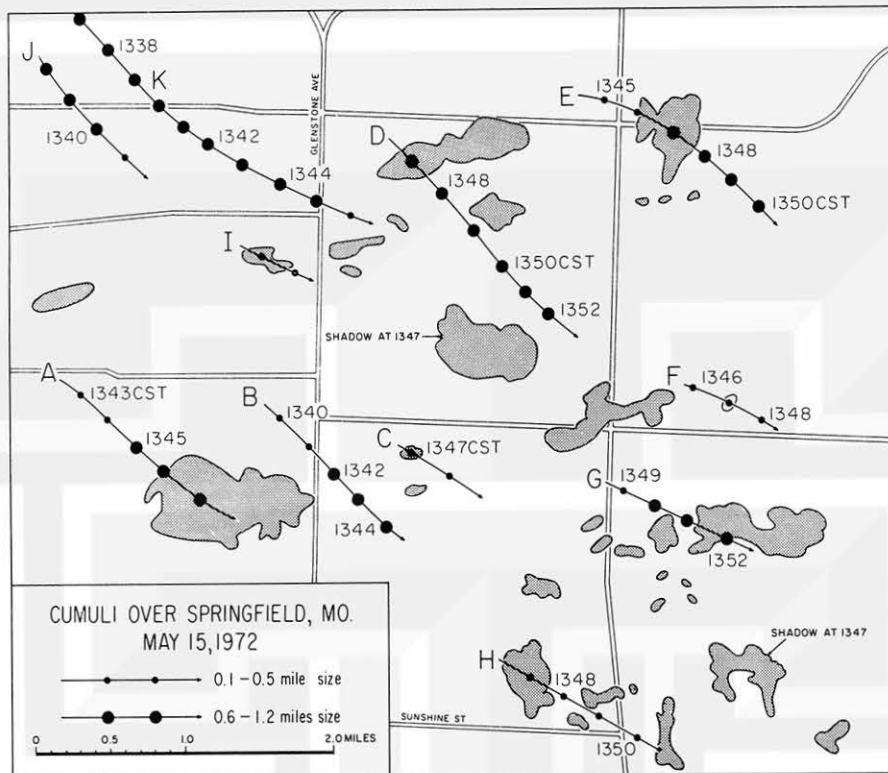 1338
J
K
GLENSTONE AVE
1340
1342
1344
D
1348
1350CST
1352
E
1345
1348
1350CST
I
SHADOW AT 1347
A
1343CST
1345
B
1340
1342
1344
C
1347CST
F
1346
1348
G
1349
1352
H
1348
1350
SHADOW AT 1347
SUNSHINE ST
CUMULI OVER SPRINGFIELD, MO.
MAY 15,1972
0.1 – 0.5 mile size
0.6 – 1.2 miles size
0 0.5 1.0 2.0 MILES